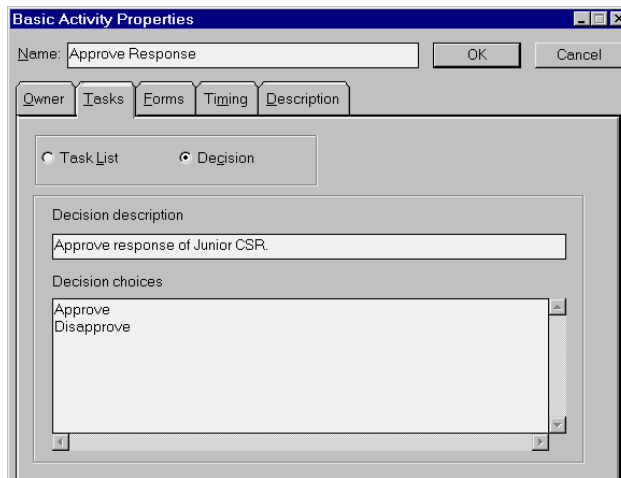 Basic Activity Properties
Name: Approve Response OK Cancel
Owner Tasks Forms Timing Description
Task List Decision
Decision description
Approve response of Junior CSR.
Decision choices
Approve
Disapprove